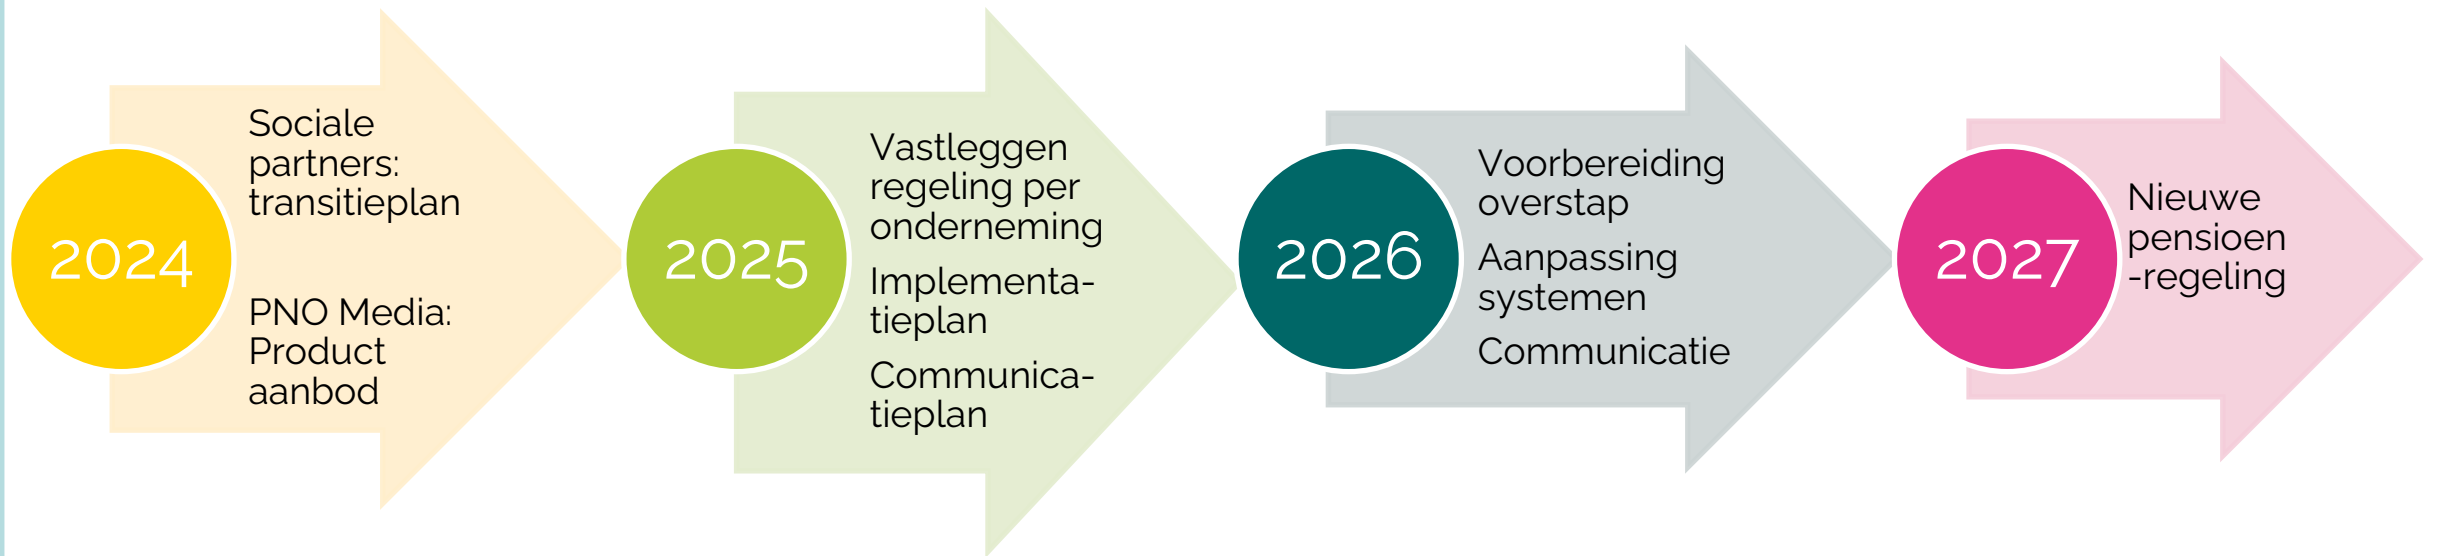 2024
Sociale
partners:
transitieplan
PNO Media:
Product
aanbod
2025
Vastleggen
regeling per
onderneming
Implementa-
tieplan
Communica-
tieplan
2026
Voorbereiding
overstap
Aanpassing
systemen
Communicatie
2027
Nieuwe
pensioen
-regeling